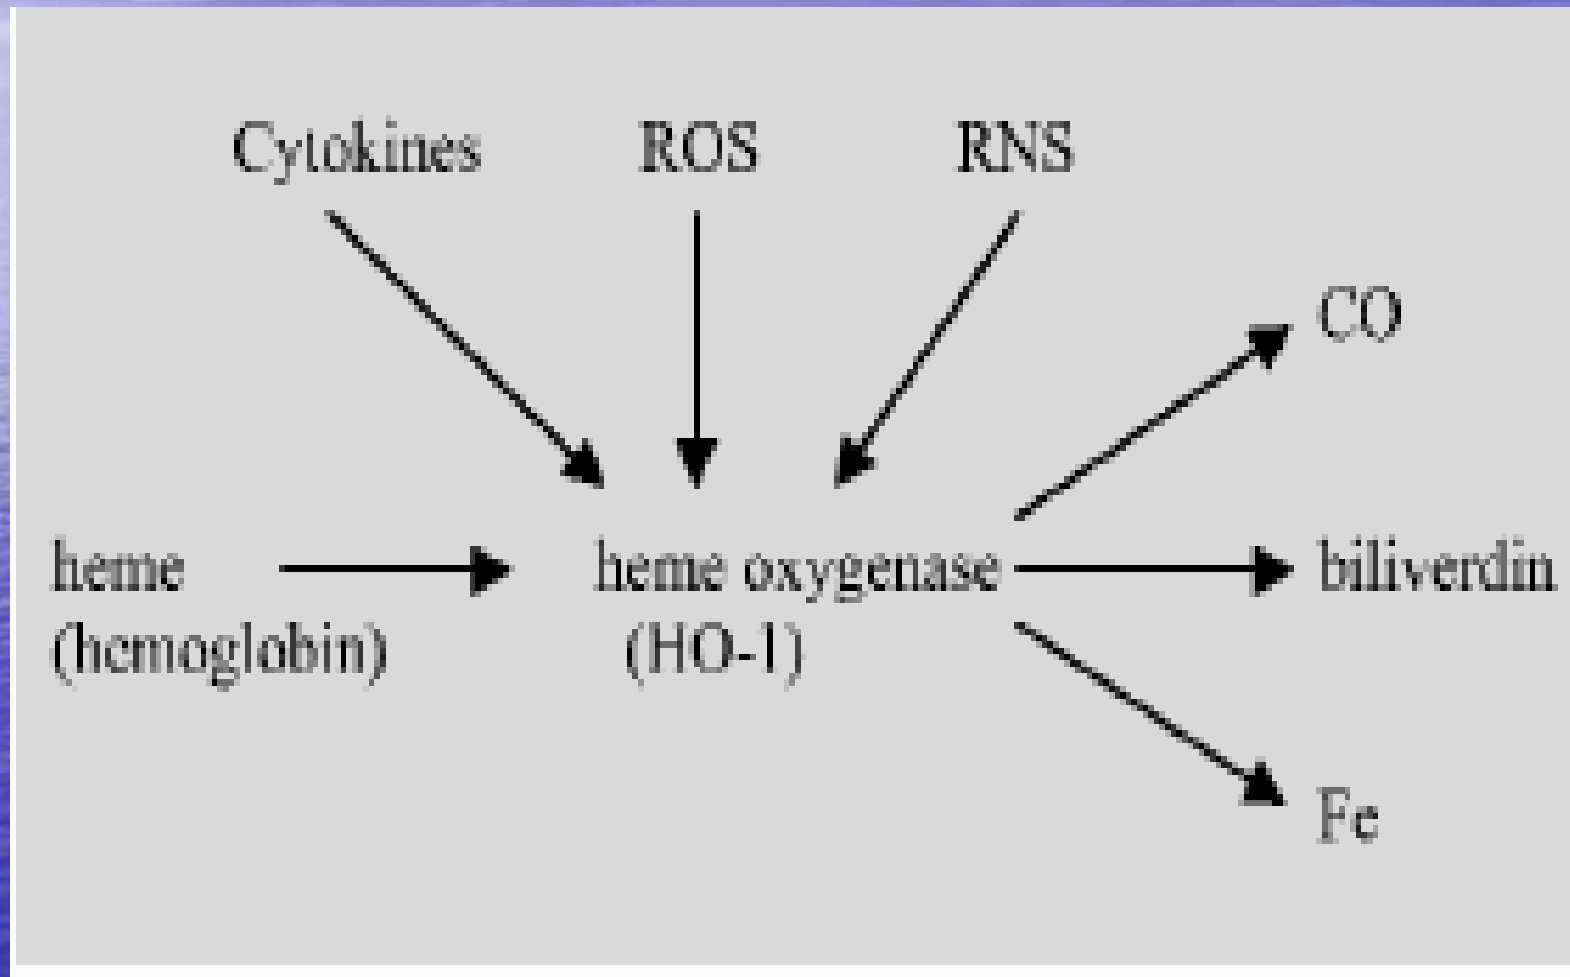 Cytokines ROS RNS
CO
heme heme oxygenase biliverdin
(hemoglobin) (HO-1)
Fe